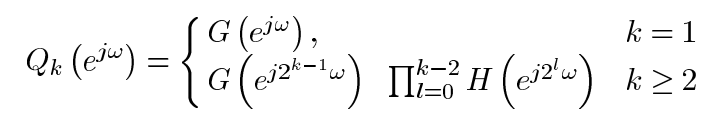 Q_k (e^{jω}) = { G (e^{jω}) ,    k = 1
G (e^{j2^{k−1}ω})  ∏_{l=0}^{k−2} H (e^{j2^l ω})    k ≥ 2